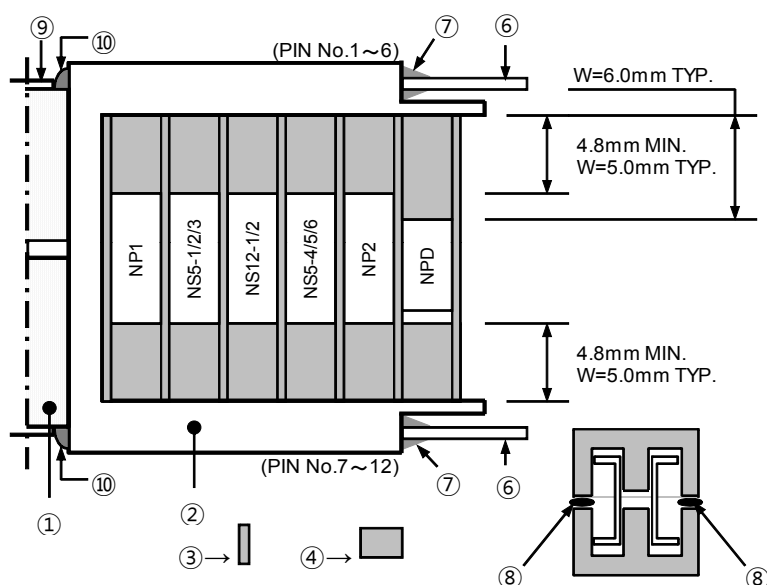 ⑨
⑩
(PIN No.1～6)
⑦
⑥
W=6.0mm TYP.
4.8mm MIN.
W=5.0mm TYP.
NP1
NS5-1/2/3
NS12-1/2
NS5-4/5/6
NP2
NPD
4.8mm MIN.
W=5.0mm TYP.
(PIN No.7～12)
⑩
⑦
⑥
①
②
③→
④→
⑧
⑧